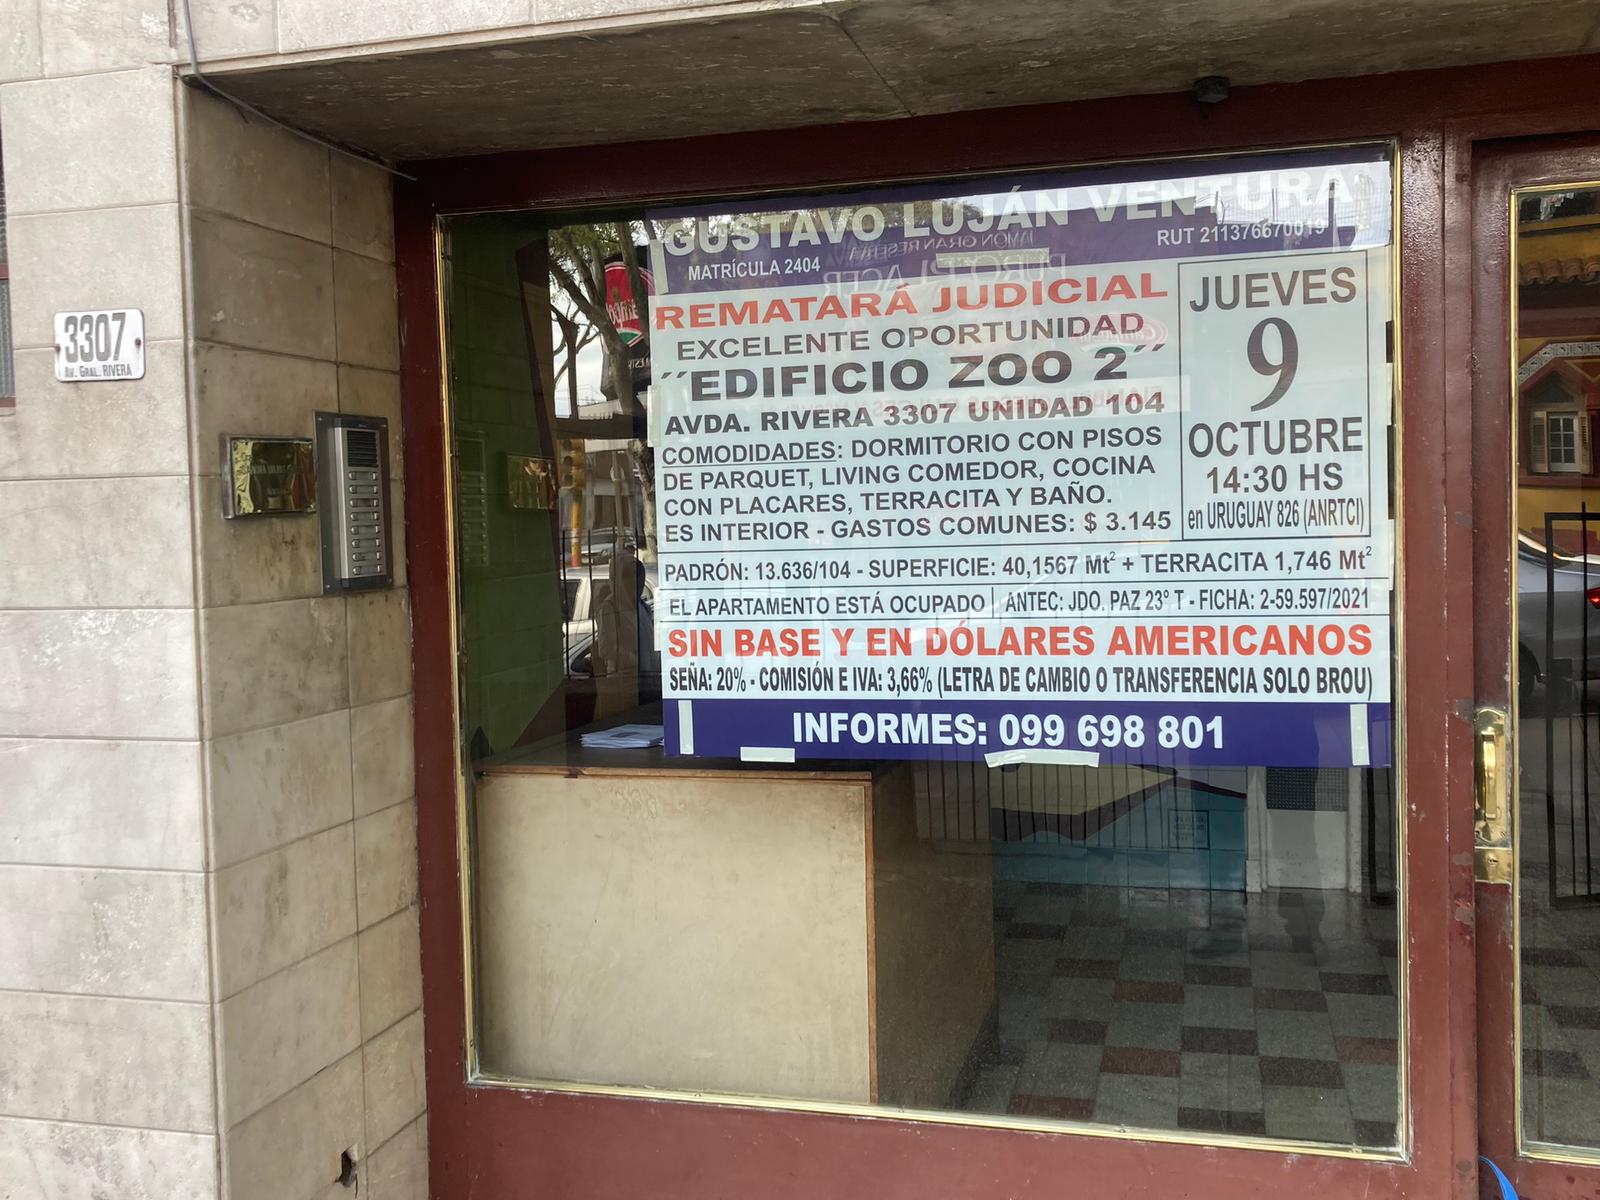 3307
AV. GRAL. RIVERA
GUSTAVO LUJÁN VENTURA
MATRÍCULA 2404
RUT 211376670019
REMATARÁ JUDICIAL
EXCELENTE OPORTUNIDAD
"EDIFICIO ZOO 2"
AVDA. RIVERA 3307 UNIDAD 104
COMODIDADES: DORMITORIO CON PISOS
DE PARQUET, LIVING COMEDOR, COCINA
CON PLACARES, TERRACITA Y BAÑO.
ES INTERIOR - GASTOS COMUNES: $ 3.145
JUEVES
9
OCTUBRE
14:30 HS
en URUGUAY 826 (ANRTCI)
PADRÓN: 13.636/104 - SUPERFICIE: 40,1567 Mt² + TERRACITA 1,746 Mt²
EL APARTAMENTO ESTÁ OCUPADO | ANTEC: JDO. PAZ 23º T - FICHA: 2-59.597/2021
SIN BASE Y EN DÓLARES AMERICANOS
SEÑA: 20% - COMISIÓN E IVA: 3,66% (LETRA DE CAMBIO O TRANSFERENCIA SOLO BROU)
INFORMES: 099 698 801